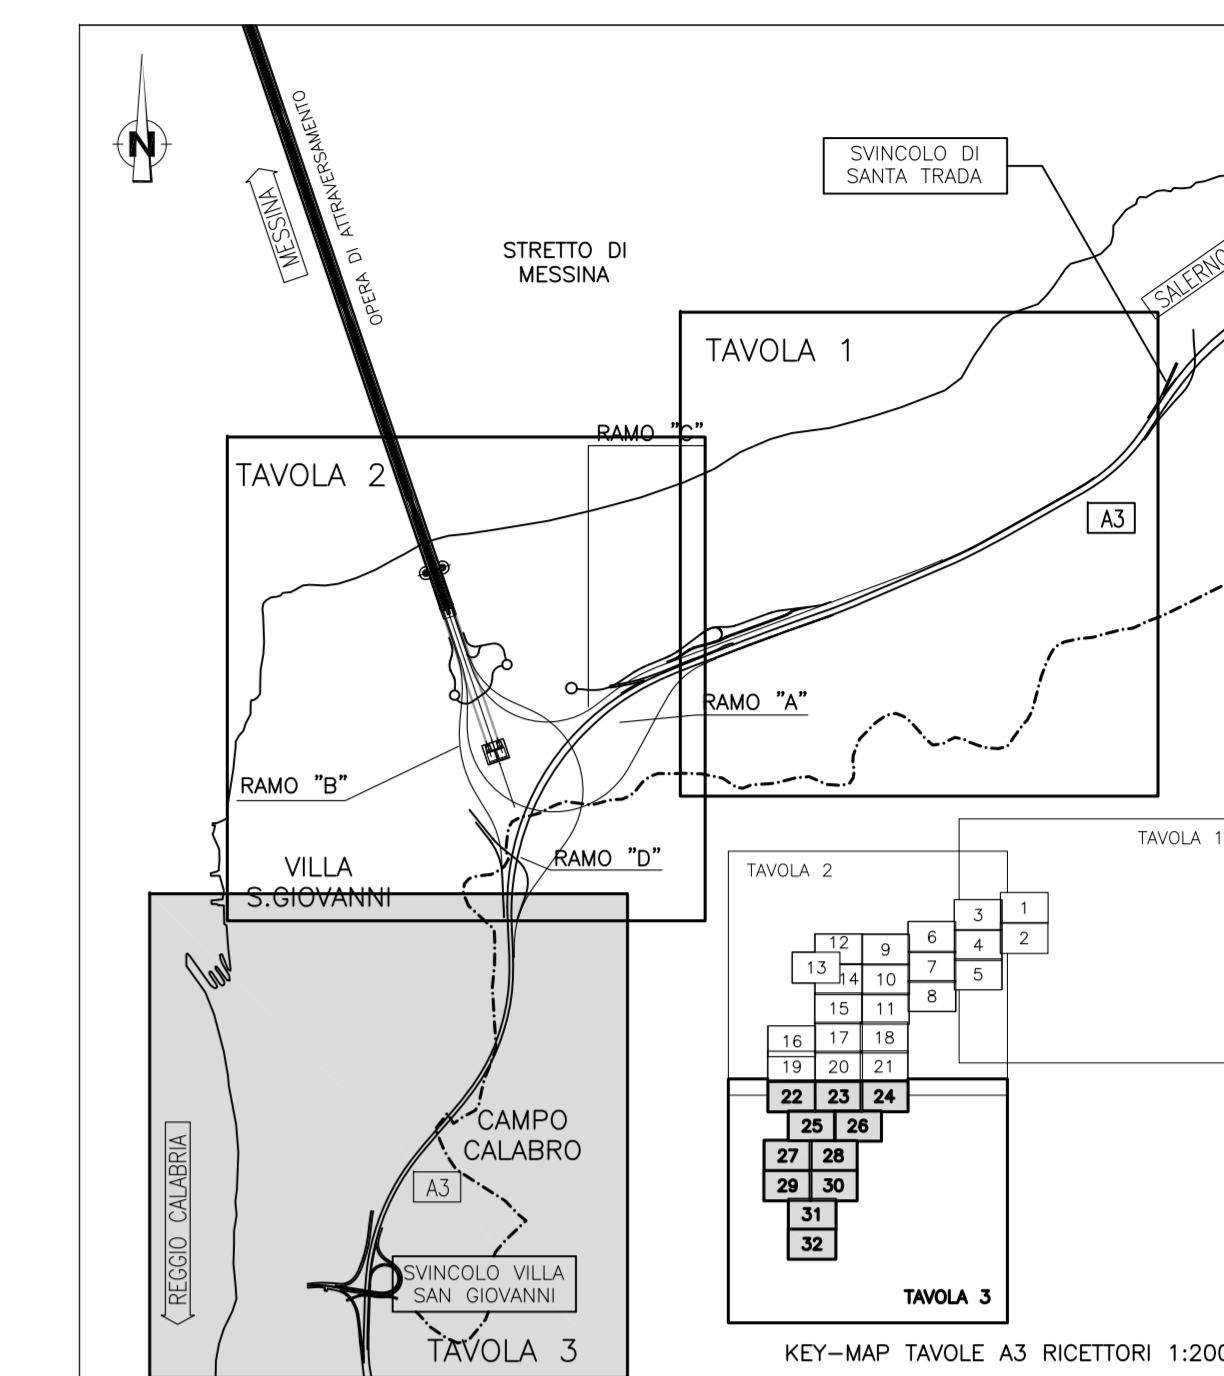 N
OPERA DI ATTRAVERSAMENTO
MESSINA
STRETTO DI
MESSINA
SVINCOLO DI
SANTA TRADA
SALERNO
TAVOLA 1
RAMO "C"
TAVOLA 2
A3
RAMO "A"
RAMO "B"
RAMO "D"
VILLA
S.GIOVANNI
CAMPO
CALABRO
A3
REGGIO CALABRIA
SVINCOLO VILLA
SAN GIOVANNI
TAVOLA 3
TAVOLA 1
TAVOLA 2
1
3
2
6
4
12
9
13
7
5
14
10
8
15
11
16
17
18
19
20
21
22
23
24
25
26
27
28
29
30
31
32
TAVOLA 3
KEY-MAP TAVOLE A3 RICETTORI 1:200